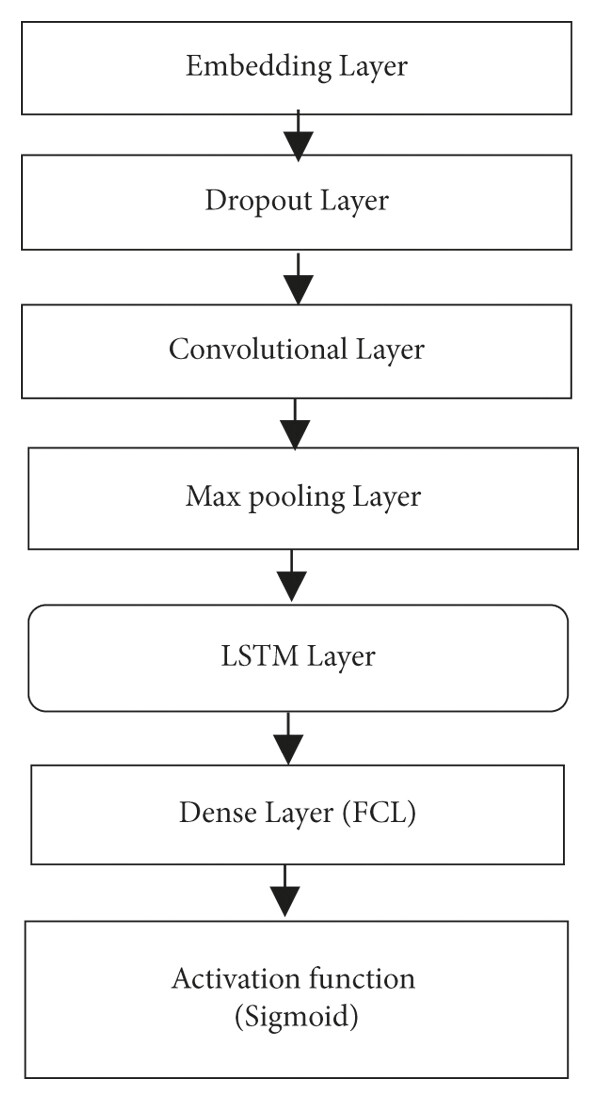 Embedding Layer
Dropout Layer
Convolutional Layer
Max pooling Layer
LSTM Layer
Dense Layer (FCL)
Activation function
(Sigmoid)